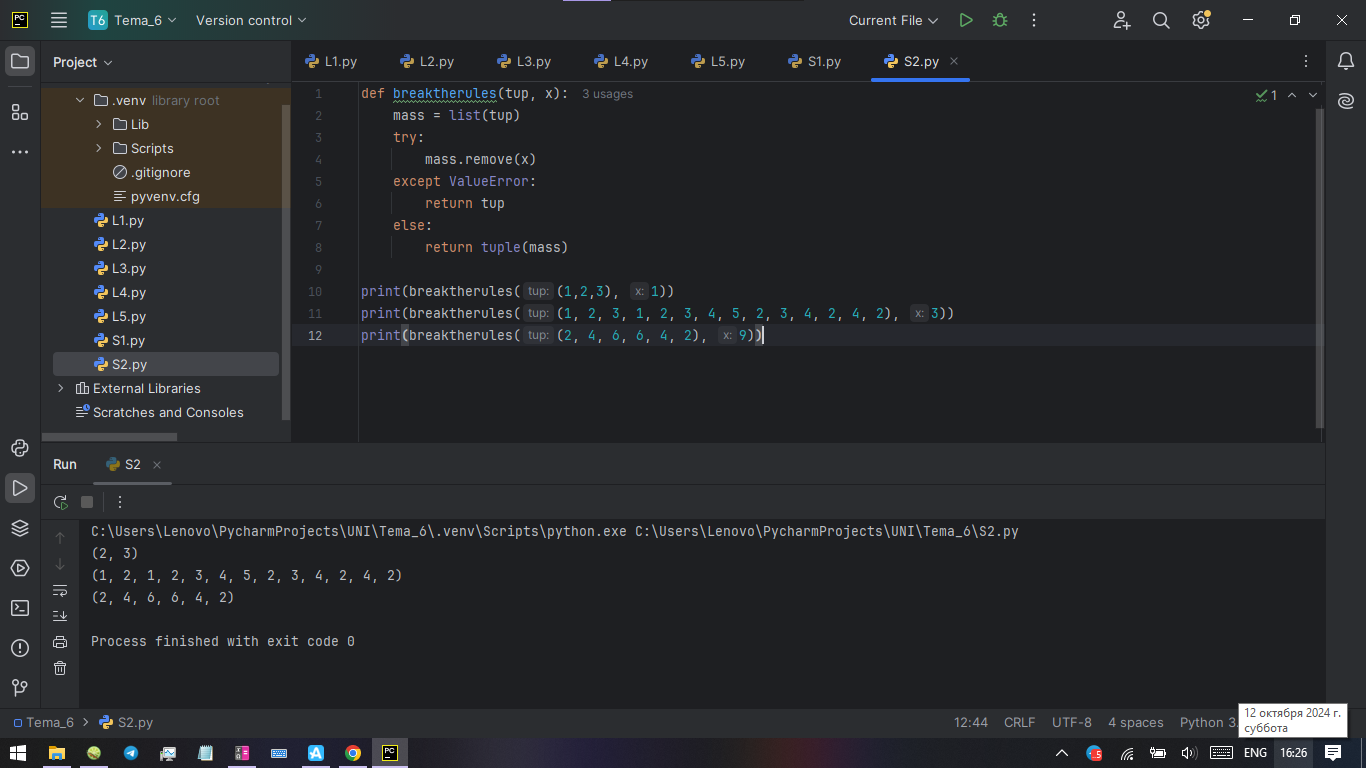 PC
T6 Tema_6 Version control Current File
Project
L1.py L2.py L3.py L4.py L5.py S1.py S2.py
.venv library root
Lib
Scripts
.gitignore
pyvenv.cfg
L1.py
L2.py
L3.py
L4.py
L5.py
S1.py
S2.py
External Libraries
Scratches and Consoles
1 def breaktherules(tup, x): 3 usages
1
2 mass = list(tup)
3 try:
4 mass.remove(x)
5 except ValueError:
6 return tup
7 else:
8 return tuple(mass)
9
10 print(breaktherules( tup: (1,2,3), x: 1))
11 print(breaktherules( tup: (1, 2, 3, 1, 2, 3, 4, 5, 2, 3, 4, 2, 4, 2), x: 3))
12 print(breaktherules( tup: (2, 4, 6, 6, 4, 2), x: 9))
Run S2
C:\Users\Lenovo\PycharmProjects\UNI\Tema_6\.venv\Scripts\python.exe C:\Users\Lenovo\PycharmProjects\UNI\Tema_6\S2.py
(2, 3)
(1, 2, 1, 2, 3, 4, 5, 2, 3, 4, 2, 4, 2)
(2, 4, 6, 6, 4, 2)
Process finished with exit code 0
Tema_6 > S2.py 12:44 CRLF UTF-8 4 spaces Python 3.
12 октября 2024 г.
суббота
PC 5 ENG 16:26